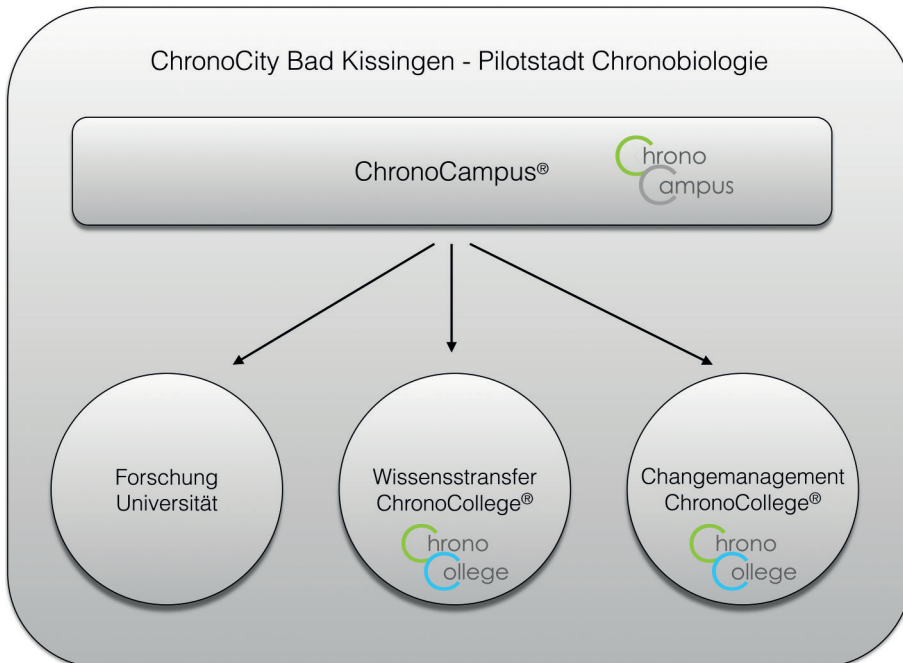 ChronoCity Bad Kissingen - Pilotstadt Chronobiologie
ChronoCampus®
Chrono
Campus
Forschung
Universität
Wissensstransfer
ChronoCollege®
Chrono
College
Changemanagement
ChronoCollege®
Chrono
College